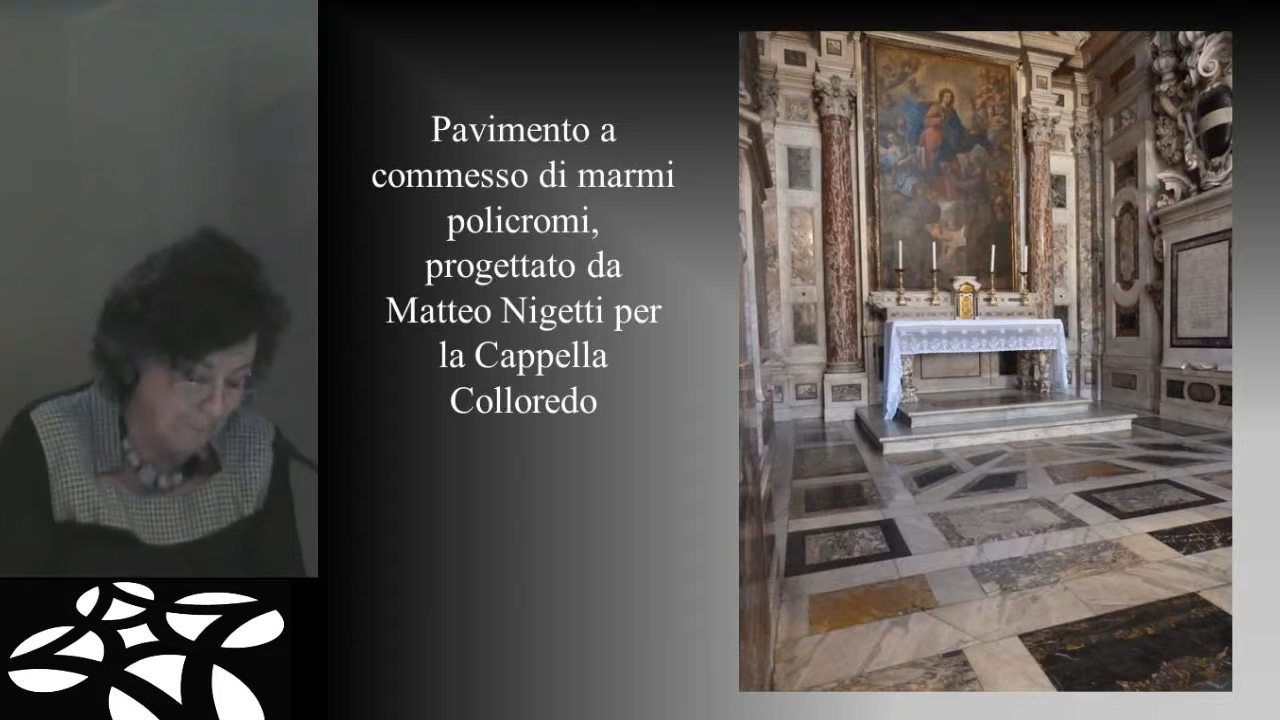 Pavimento a
commesso di marmi
policromi,
progettato da
Matteo Nigetti per
la Cappella
Colloredo